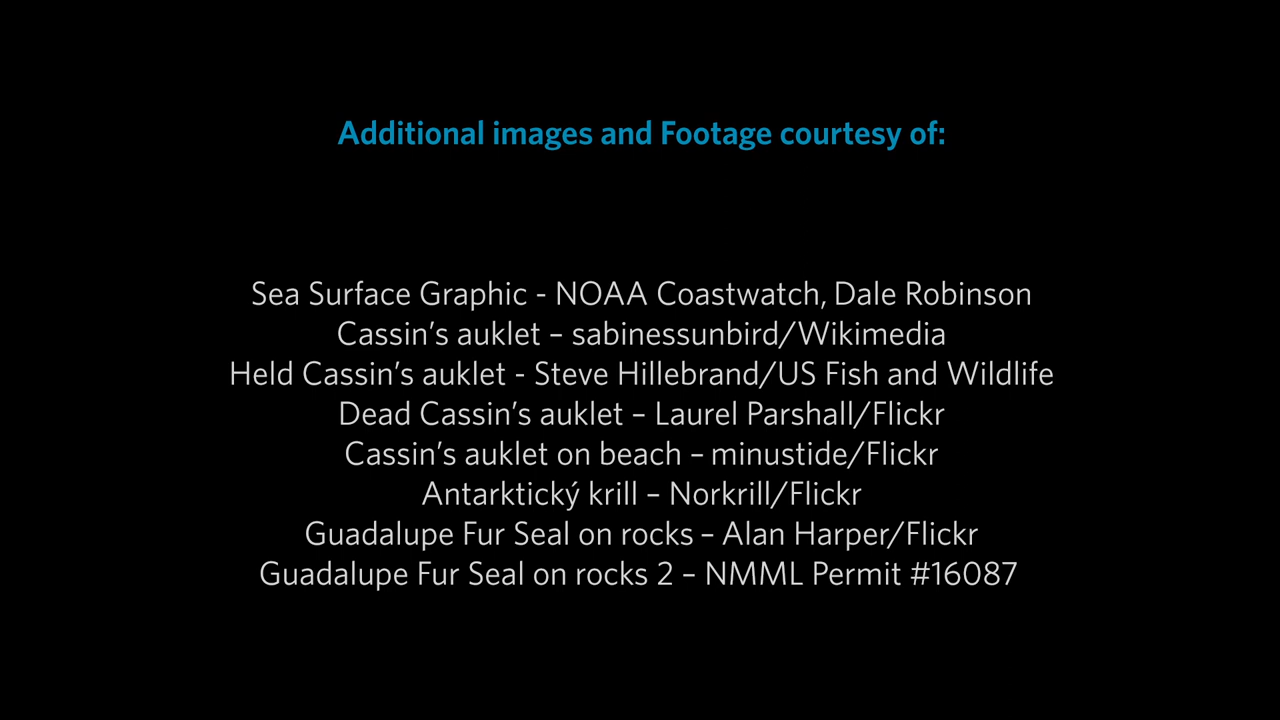 Additional images and Footage courtesy of:
Sea Surface Graphic - NOAA Coastwatch, Dale Robinson
Cassin’s auklet – sabinessunbird/Wikimedia
Held Cassin’s auklet - Steve Hillebrand/US Fish and Wildlife
Dead Cassin’s auklet – Laurel Parshall/Flickr
Cassin’s auklet on beach – minustide/Flickr
Antarktický krill – Norkrill/Flickr
Guadalupe Fur Seal on rocks – Alan Harper/Flickr
Guadalupe Fur Seal on rocks 2 – NMML Permit #16087